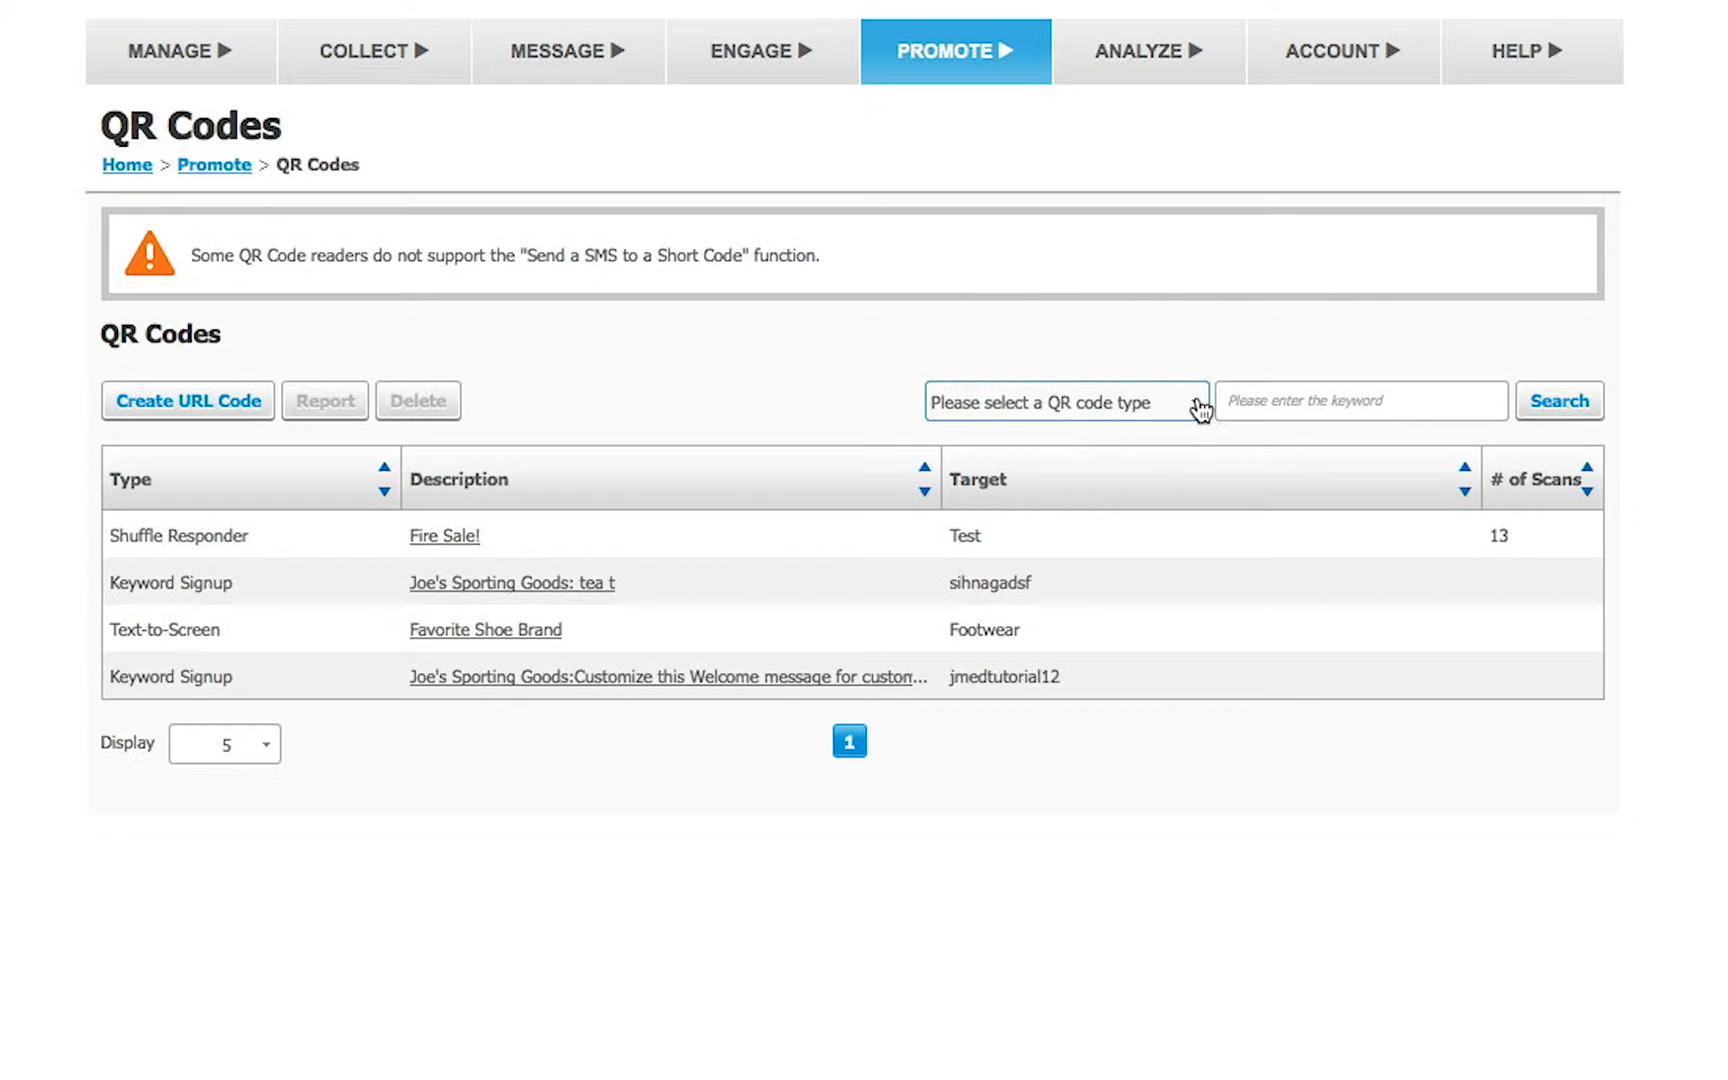 MANAGE COLLECT MESSAGE ENGAGE PROMOTE ANALYZE ACCOUNT HELP
QR Codes
Home > Promote > QR Codes
Some QR Code readers do not support the "Send a SMS to a Short Code" function.
QR Codes
Create URL Code Report Delete Please select a QR code type Please enter the keyword Search
Type Description Target # of Scans
Shuffle Responder Fire Sale! Test 13
Keyword Signup Joe's Sporting Goods: tea t sihnagadsf
Text-to-Screen Favorite Shoe Brand Footwear
Keyword Signup Joe's Sporting Goods:Customize this Welcome message for custom... jmedtutorial12
Display 5 1